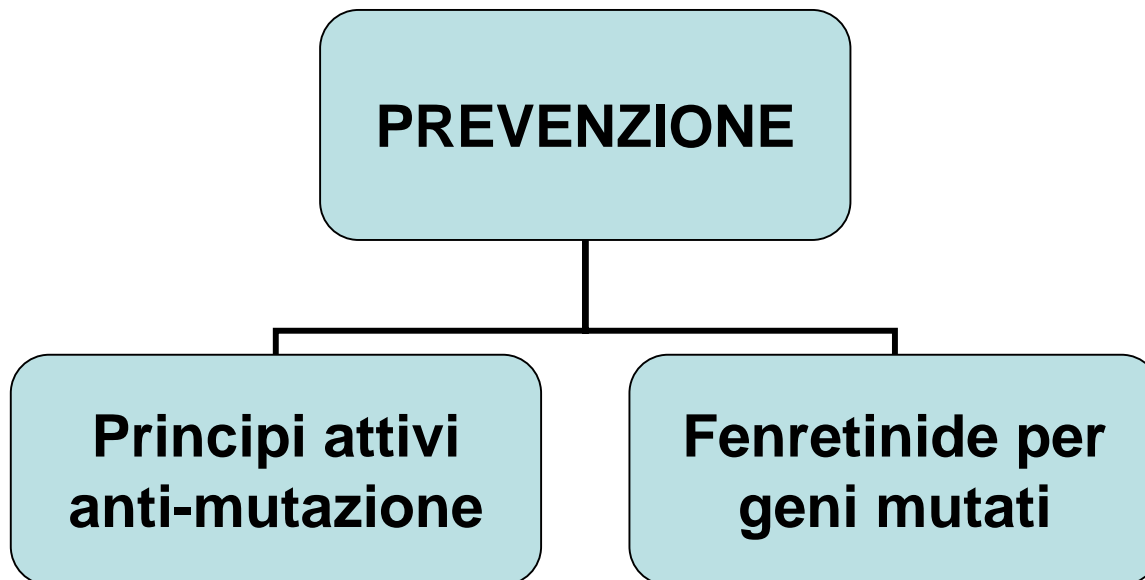 PREVENZIONE
Principi attivi
anti-mutazione
Fenretinide per
geni mutati